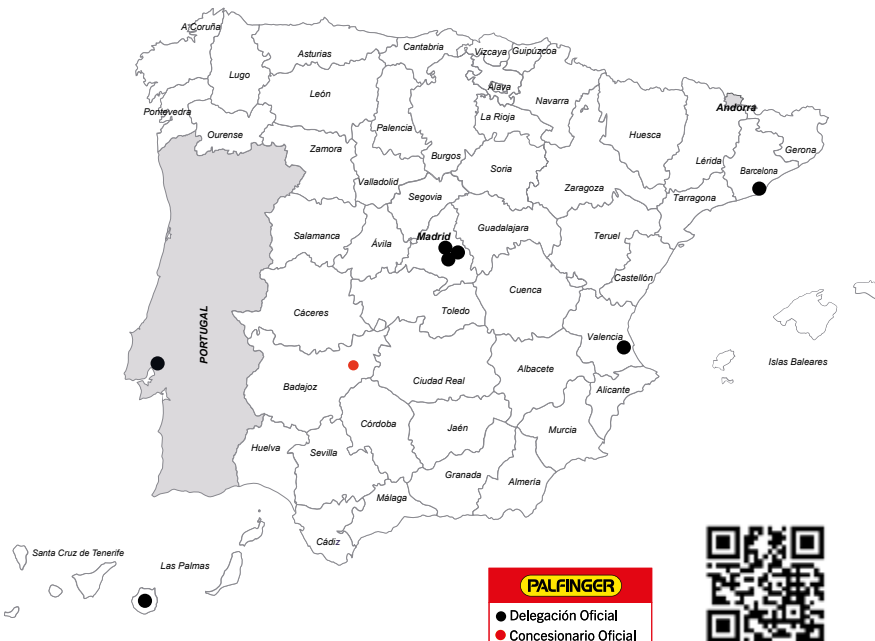 A Coruña
Lugo
Asturias
Cantabria
Vizcaya
Guipúzcoa
Álava
Navarra
Pontevedra
Ourense
León
Palencia
Burgos
La Rioja
Huesca
Andorra
Lérida
Gerona
Barcelona
Tarragona
Zamora
Valladolid
Segovia
Soria
Zaragoza
Salamanca
Ávila
Madrid
Guadalajara
Teruel
Castellón
PORTUGAL
Cáceres
Toledo
Cuenca
Valencia
Islas Baleares
Badajoz
Ciudad Real
Albacete
Alicante
Huelva
Sevilla
Córdoba
Jaén
Murcia
Granada
Almería
Málaga
Cádiz
Santa Cruz de Tenerife
Las Palmas
PALFINGER
Delegación Oficial
Concesionario Oficial